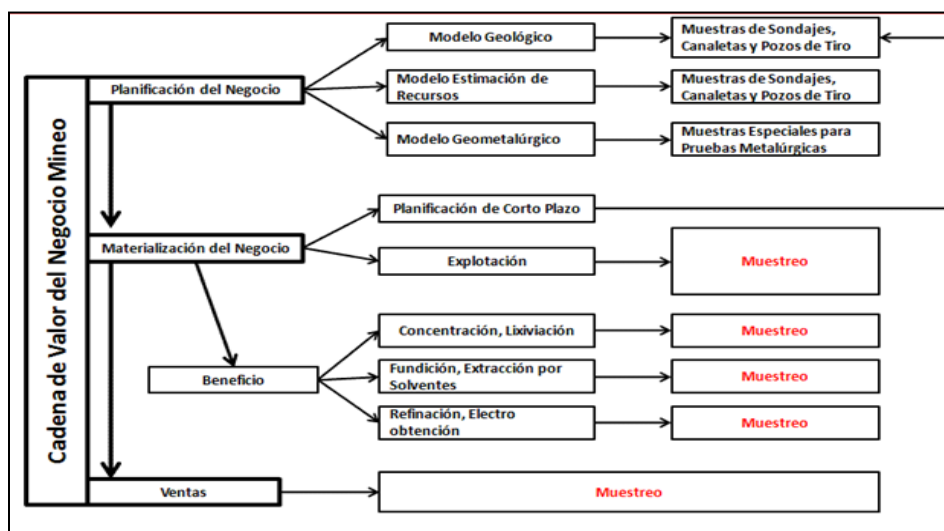 Cadena de Valor del Negocio Mineo
Modelo Geológico
Muestras de Sondajes,
Canaletas y Pozos de Tiro
Planificación del Negocio
Modelo Estimación de
Recursos
Muestras de Sondajes,
Canaletas y Pozos de Tiro
Modelo Geometalúrgico
Muestras Especiales para
Pruebas Metalúrgicas
Planificación de Corto Plazo
Materialización del Negocio
Explotación
Muestreo
Concentración, Lixiviación
Muestreo
Beneficio
Fundición, Extracción por
Solventes
Muestreo
Refinación, Electro
obtención
Muestreo
Ventas
Muestreo